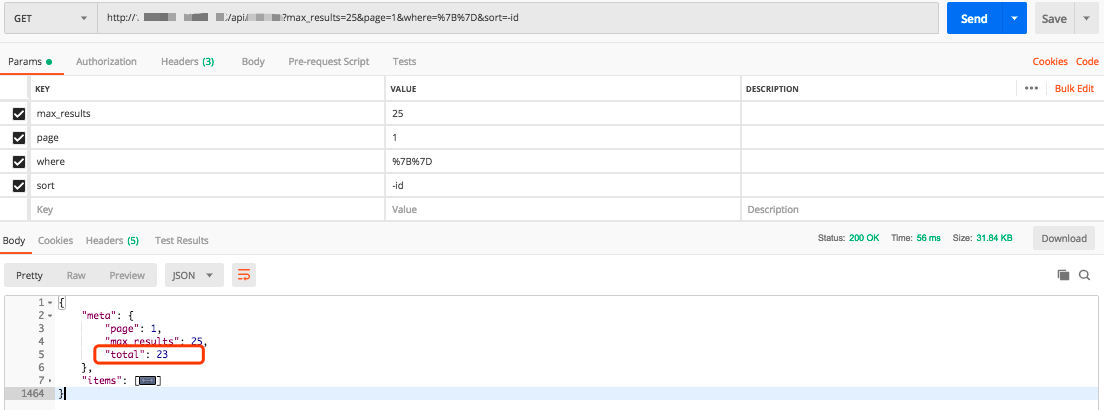 GET http:// /api/ ?max_results=25&page=1&where=%7B%7D&sort=-id Send Save
Params Authorization Headers (3) Body Pre-request Script Tests Cookies Code
KEY VALUE DESCRIPTION ••• Bulk Edit
max_results 25
page 1
where %7B%7D
sort -id
Key Value Description
Body Cookies Headers (5) Test Results Status: 200 OK Time: 56 ms Size: 31.84 KB Download
Pretty Raw Preview JSON
1 {
2 "meta": {
3 "page": 1,
4 "max_results": 25,
5 "total": 23
6 },
7 "items": [ ]
1464 }